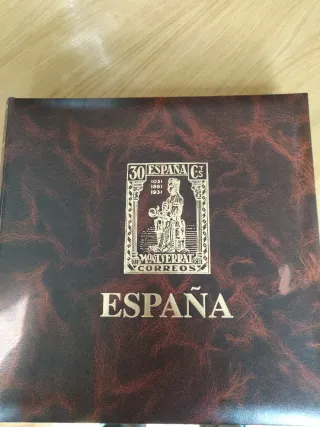 30 ESPAÑA Cts
1031
1881
1931
MONTSERRAT
CORREOS
ESPAÑA